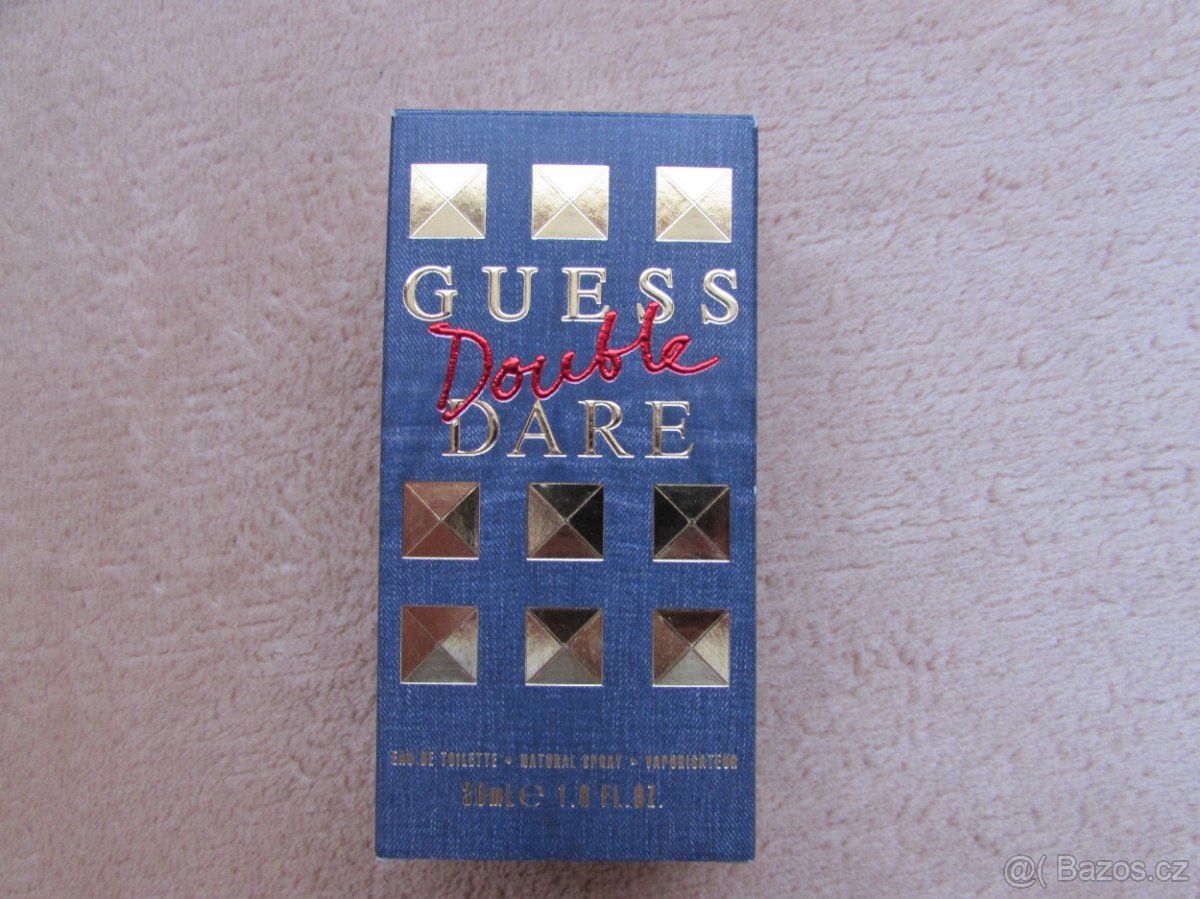 GUESS
Double
DARE
EAU DE TOILETTE • NATURAL SPRAY • VAPORISATEUR
30mL ℮ 1.0 FL.OZ.
@( Bazos.cz